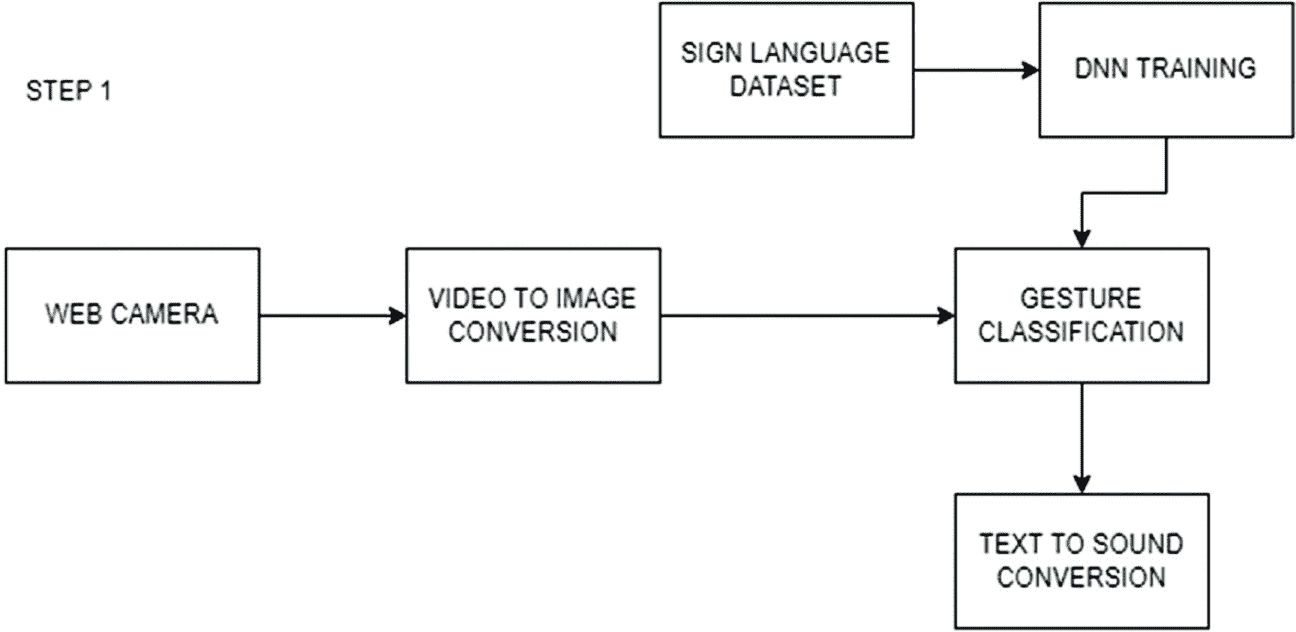 STEP 1
SIGN LANGUAGE
DATASET
DNN TRAINING
WEB CAMERA
VIDEO TO IMAGE
CONVERSION
GESTURE
CLASSIFICATION
TEXT TO SOUND
CONVERSION